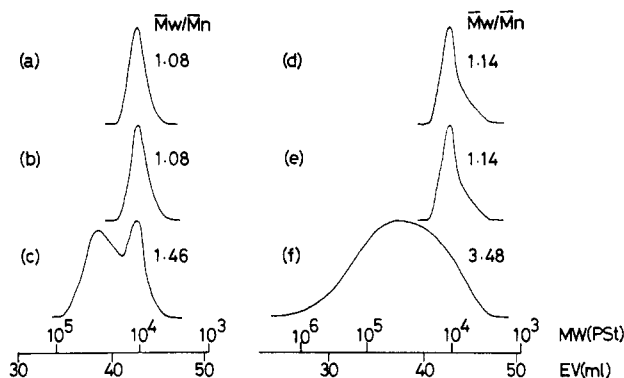 M̅w/M̅n M̅w/M̅n
(a) 1·08 (d) 1·14
(b) 1·08 (e) 1·14
(c) 1·46 (f) 3·48
10⁵ 10⁴ 10³ 10⁶ 10⁵ 10⁴ 10³ MW(PSt)
30 40 50 30 40 50 EV(ml)